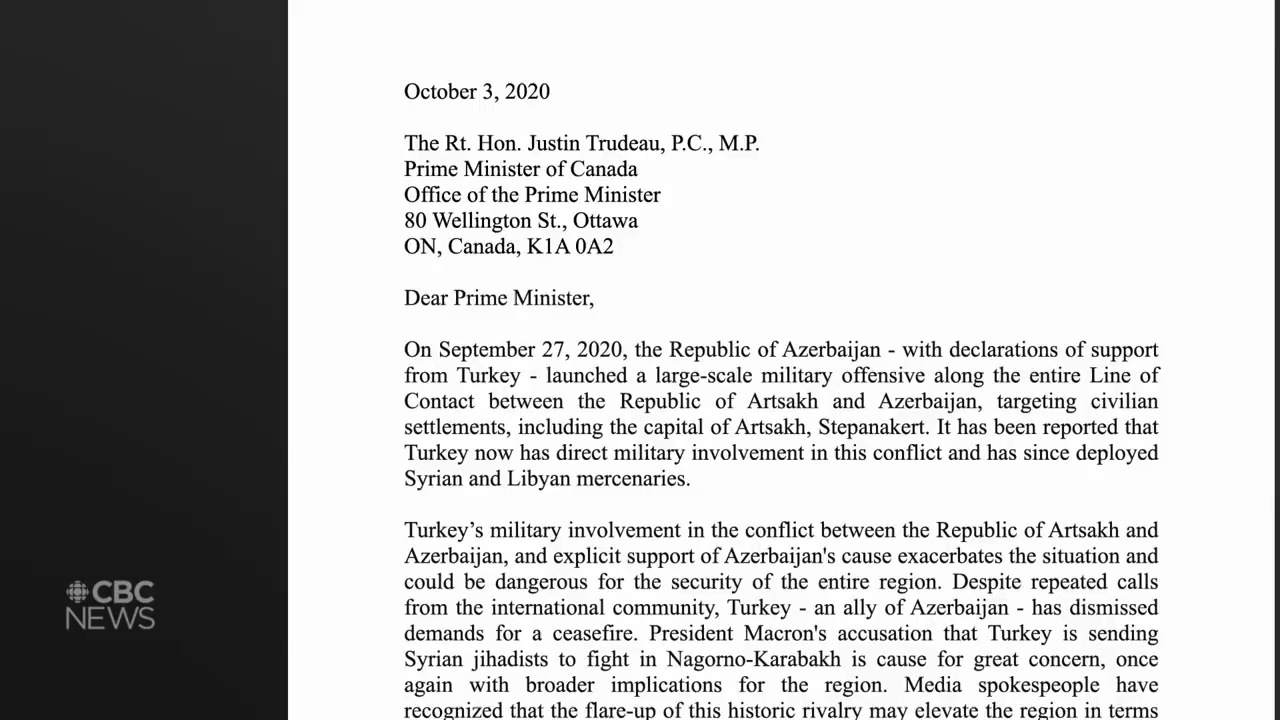 October 3, 2020
The Rt. Hon. Justin Trudeau, P.C., M.P.
Prime Minister of Canada
Office of the Prime Minister
80 Wellington St., Ottawa
ON, Canada, K1A 0A2
Dear Prime Minister,
On September 27, 2020, the Republic of Azerbaijan - with declarations of support
from Turkey - launched a large-scale military offensive along the entire Line of
Contact between the Republic of Artsakh and Azerbaijan, targeting civilian
settlements, including the capital of Artsakh, Stepanakert. It has been reported that
Turkey now has direct military involvement in this conflict and has since deployed
Syrian and Libyan mercenaries.
Turkey’s military involvement in the conflict between the Republic of Artsakh and
Azerbaijan, and explicit support of Azerbaijan's cause exacerbates the situation and
could be dangerous for the security of the entire region. Despite repeated calls
from the international community, Turkey - an ally of Azerbaijan - has dismissed
demands for a ceasefire. President Macron's accusation that Turkey is sending
Syrian jihadists to fight in Nagorno-Karabakh is cause for great concern, once
again with broader implications for the region. Media spokespeople have
recognized that the flare-up of this historic rivalry may elevate the region in terms
CBC
NEWS